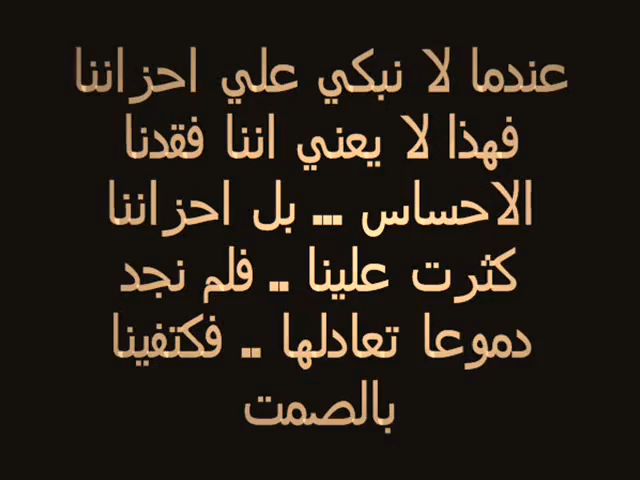 عندما لا نبكي علي احزاننا
فهذا لا يعني اننا فقدنا
الاحساس ... بل احزاننا
كثرت علينا .. فلم نجد
دموعا تعادلها .. فكتفينا
بالصمت